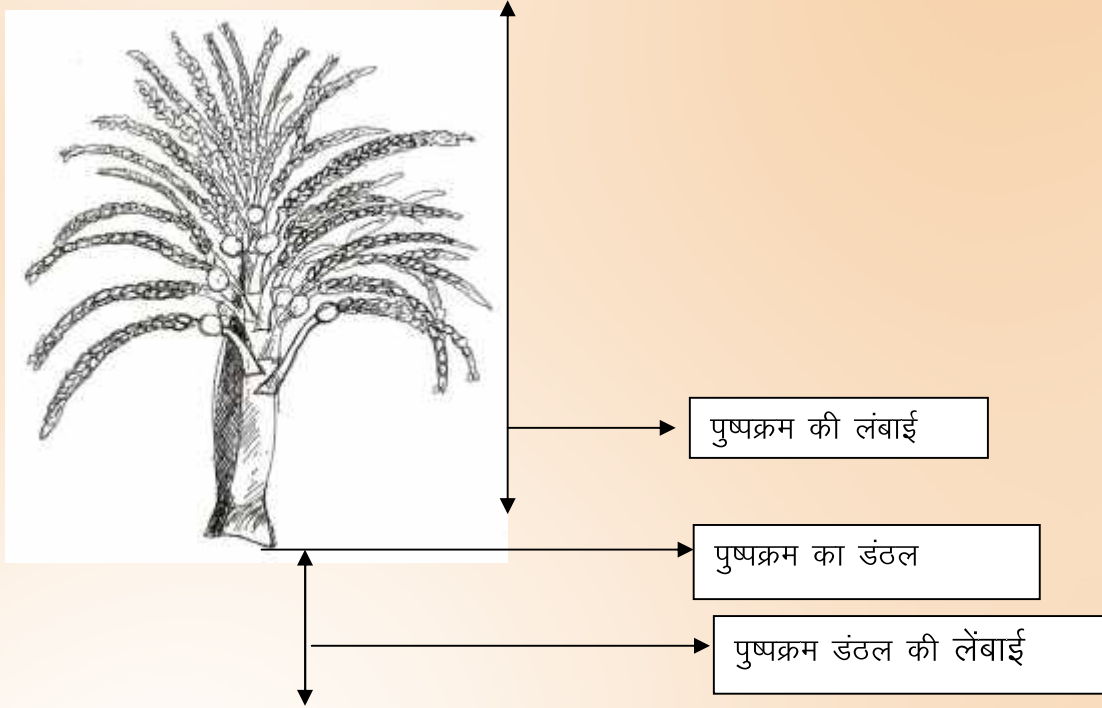 पुष्पक्रम की लंबाई
पुष्पक्रम का डंठल
पुष्पक्रम डंठल की लेंबाई